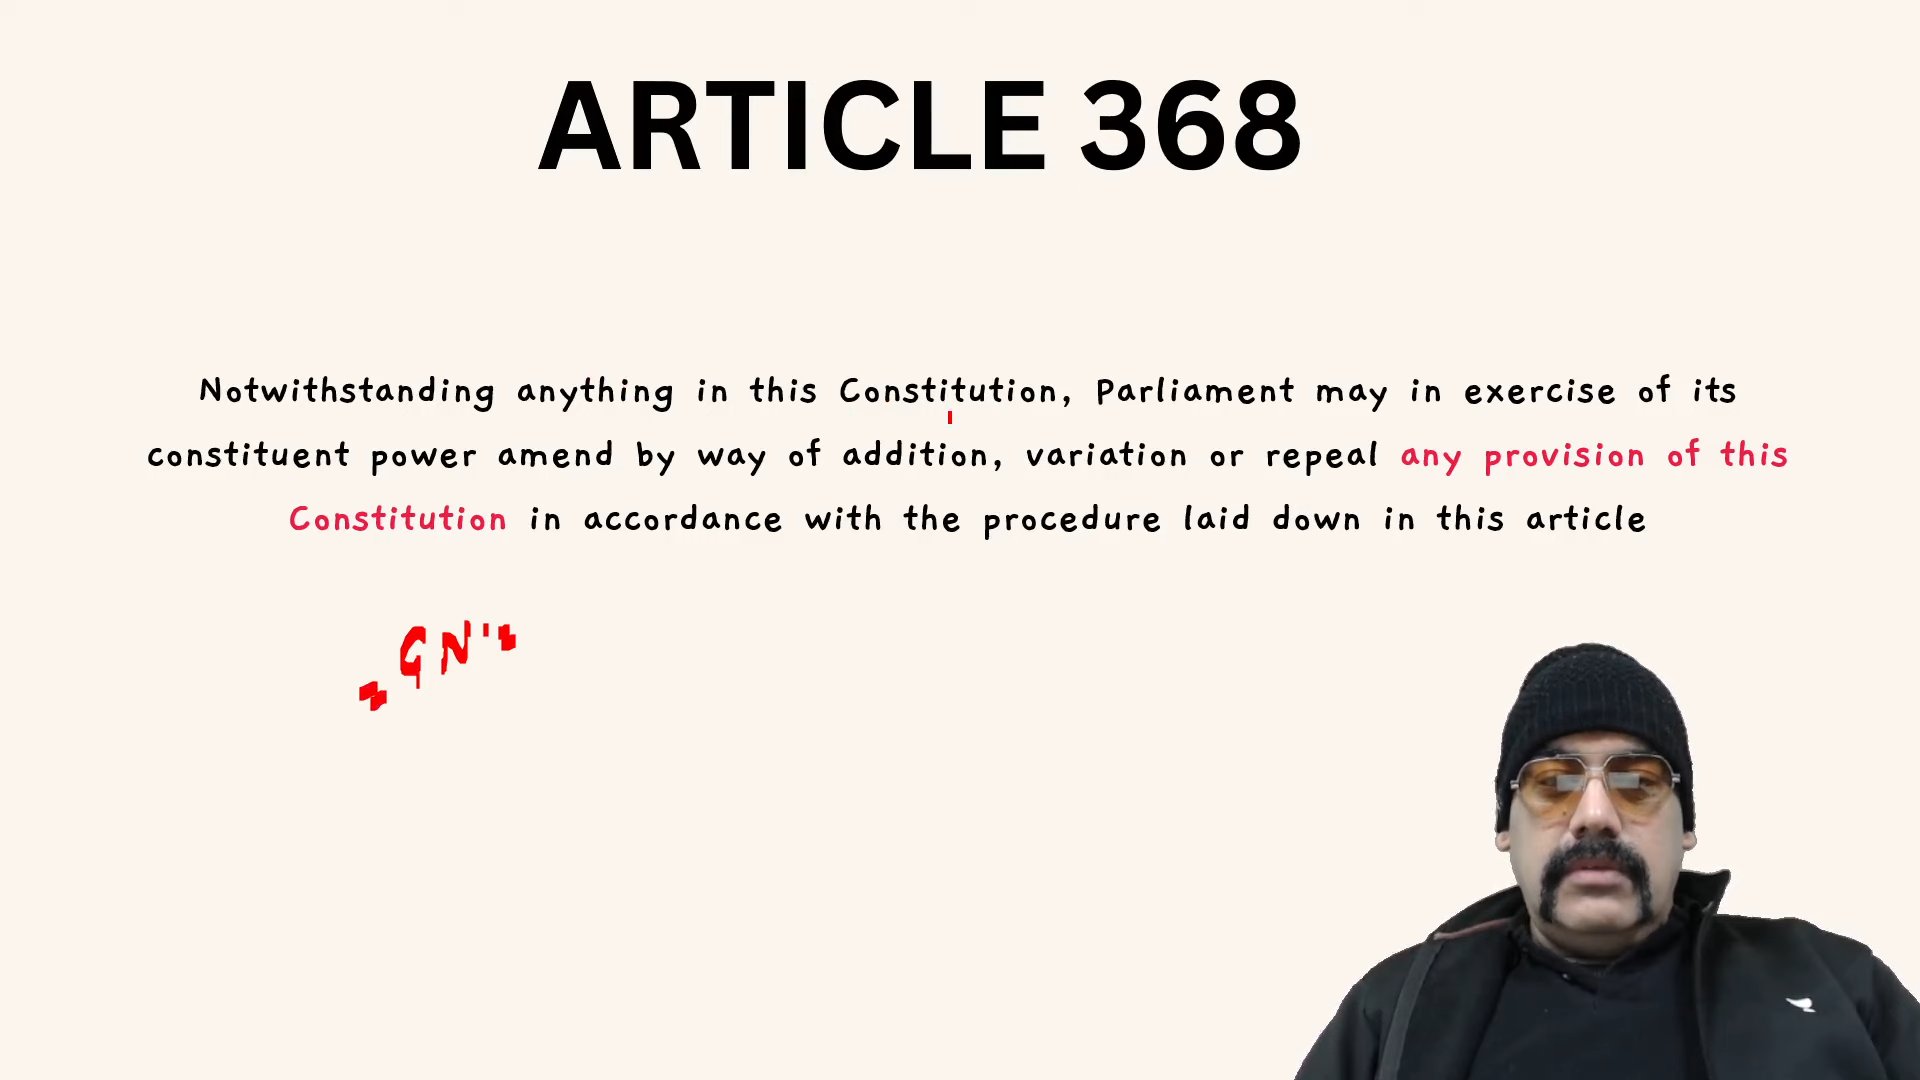 ARTICLE 368
Notwithstanding anything in this Constitution, Parliament may in exercise of its
constituent power amend by way of addition, variation or repeal any provision of this
Constitution in accordance with the procedure laid down in this article